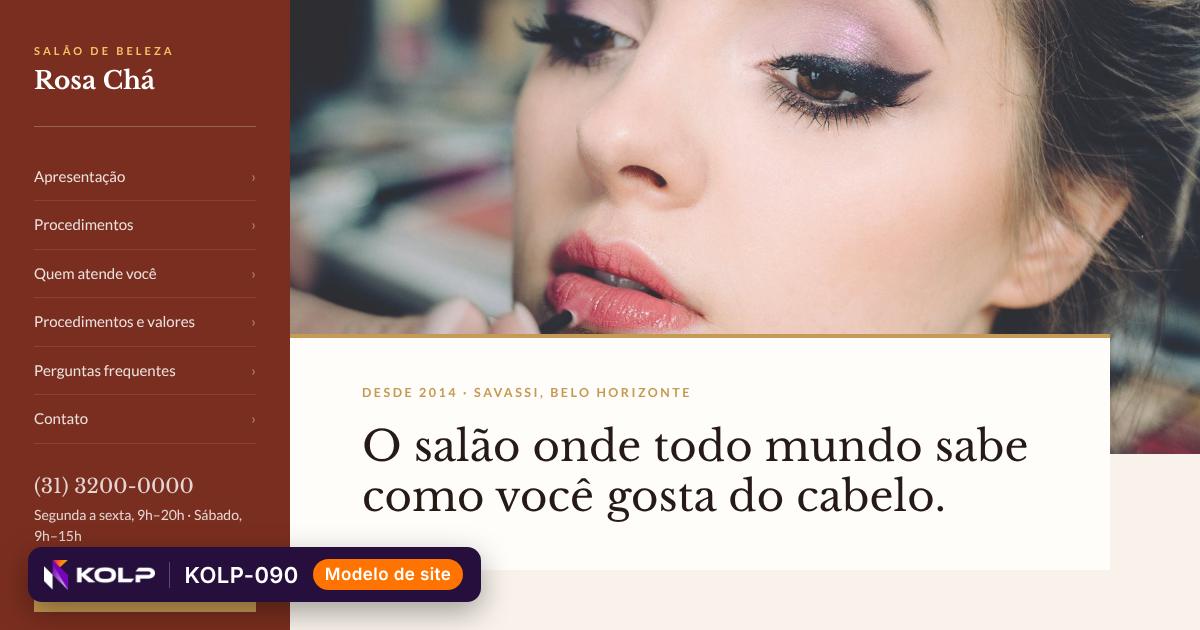 SALÃO DE BELEZA
Rosa Chá
Apresentação
Procedimentos
Quem atende você
Procedimentos e valores
Perguntas frequentes
Contato
(31) 3200-0000
Segunda a sexta, 9h–20h · Sábado,
9h–15h
DESDE 2014 · SAVASSI, BELO HORIZONTE
O salão onde todo mundo sabe
como você gosta do cabelo.
KOLP
KOLP-090
Modelo de site